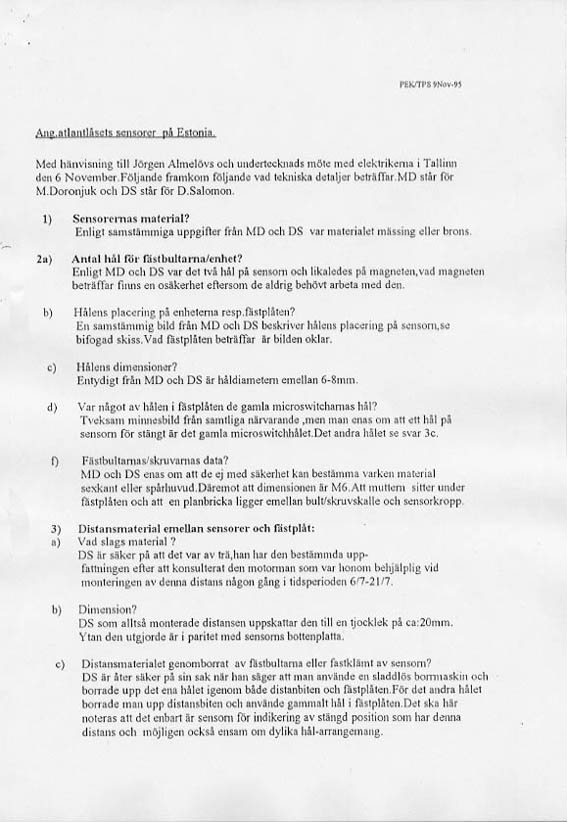 PEK/TPS 9Nov-95
Ang.atlantlåsets sensorer på Estonia.
Med hänvisning till Jörgen Almelövs och undertecknads möte med elektrikerna i Tallinn
den 6 November.Följande framkom följande vad tekniska detaljer beträffar.MD står för
M.Doronjuk och DS står för D.Salomon.
1) Sensorernas material?
Enligt samstämmiga uppgifter från MD och DS var materialet mässing eller brons.
2a) Antal hål för fästbultarna/enhet?
Enligt MD och DS var det två hål på sensorn och likaledes på magneten,vad magneten
beträffar finns en osäkerhet eftersom de aldrig behövt arbeta med den.
b) Hålens placering på enheterna resp.fästplåten?
En samstämmig bild från MD och DS beskriver hålens placering på sensorn,se
bifogad skiss.Vad fästplåten beträffar är bilden oklar.
c) Hålens dimensioner?
Entydigt från MD och DS är håldiametern emellan 6-8mm.
d) Var något av hålen i fästplåten de gamla microswitcharnas hål?
Tveksam minnesbild från samtliga närvarande ,men man enas om att ett hål på
sensorn för stängt är det gamla microswitchhålet.Det andra hålet se svar 3c.
f) Fästbultarnas/skruvarnas data?
MD och DS enas om att de ej med säkerhet kan bestämma varken material
sexkant eller spårhuvud.Däremot att dimensionen är M6.Att muttern sitter under
fästplåten och att en planbricka ligger emellan bult/skruvskalle och sensorkropp.
3) Distansmaterial emellan sensorer och fästplåt:
a) Vad slags material ?
DS är säker på att det var av trä,han har den bestämmda upp-
fattningen efter att konsulterat den motorman som var honom behjälplig vid
monteringen av denna distans någon gång i tidsperioden 6/7-21/7.
b) Dimension?
DS som alltså monterade distansen uppskattar den till en tjocklek på ca:20mm.
Ytan den utgjorde är i paritet med sensorns bottenplatta.
c) Distansmaterialet genomborrat av fästbultarna eller fastklämt av sensorn?
DS är åter säker på sin sak när han säger att man använde en sladdlös borrmaskin och
borrade upp det ena hålet igenom både distanbiten och fästplåten.För det andra hålet
borrade man upp distansbiten och använde gammalt hål i fästplåten.Det ska här
noteras att det enbart är sensorn för indikering av stängd position som har denna
distans och möjligen också ensam om dylika hål-arrangemang.